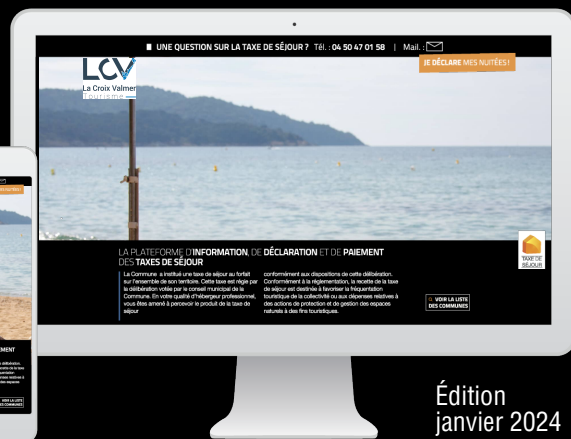 UNE QUESTION SUR LA TAXE DE SÉJOUR ? Tél. : 04 50 47 01 58 | Mail. :
JE DÉCLARE MES NUITÉES !
LCV
La Croix Valmer
Tourisme
LA PLATEFORME D'INFORMATION, DE DÉCLARATION ET DE PAIEMENT
DES TAXES DE SÉJOUR
La Commune a institué une taxe de séjour au forfait
sur l'ensemble de son territoire. Cette taxe est régie par
la délibération votée par le conseil municipal de la
Commune. En votre qualité d'hébergeur professionnel,
vous êtes amené à percevoir le produit de la taxe de
séjour
conformément aux dispositions de cette délibération.
Conformément à la réglementation, la recette de la taxe
de séjour est destinée à favoriser la fréquentation
touristique de la collectivité ou aux dépenses relatives à
des actions de protection et de gestion des espaces
naturels à des fins touristiques.
TAXE DE
SÉJOUR
VOIR LA LISTE
DES COMMUNES
VOIR LA LISTE
DES COMMUNES
Édition
janvier 2024